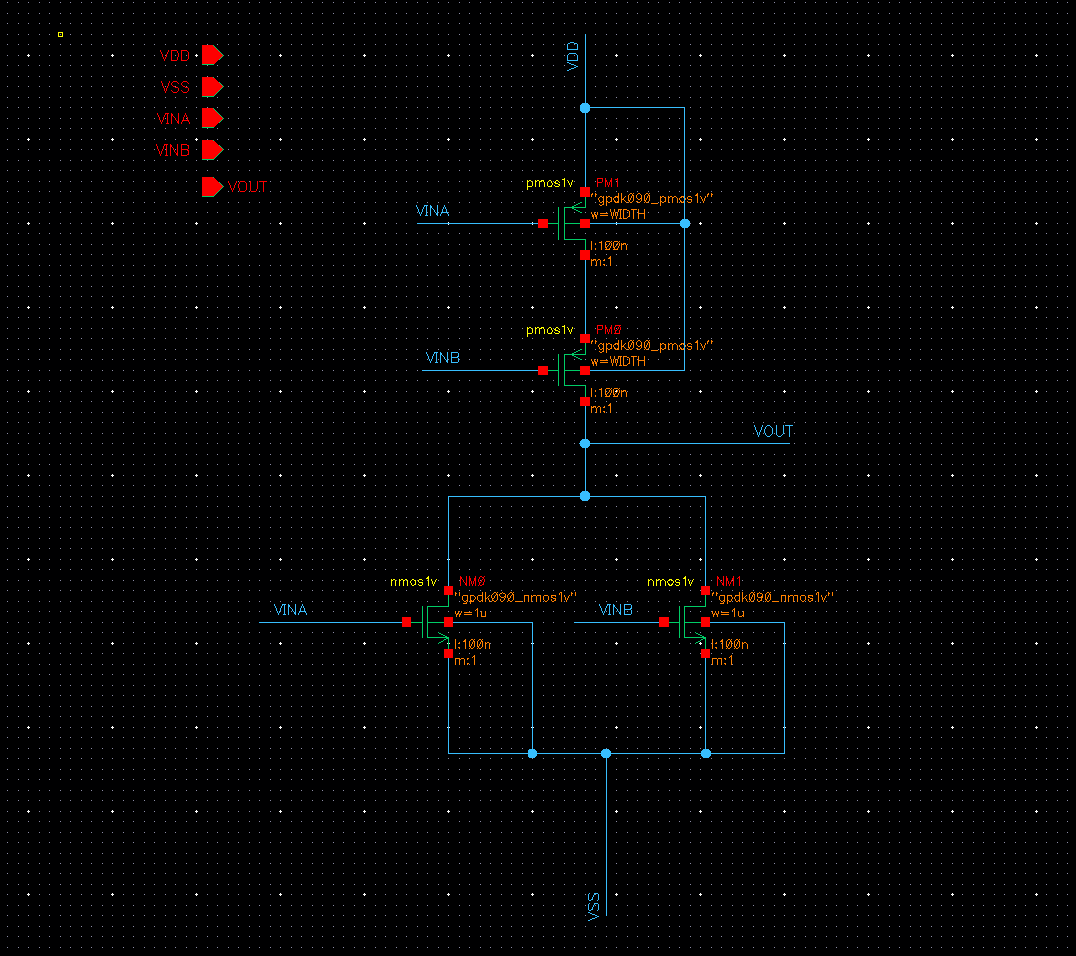 VDD
VSS
VINA
VINB
VOUT
VDD
pmos1v PM1
"gpdk090_pmos1v"
VINA
w=WIDTH
l:100n
m:1
pmos1v PM0
"gpdk090_pmos1v"
VINB
w=WIDTH
l:100n
m:1
VOUT
nmos1v NM0
"gpdk090_nmos1v"
VINA
w=1u
l:100n
m:1
nmos1v NM1
"gpdk090_nmos1v"
VINB
w=1u
l:100n
m:1
VSS